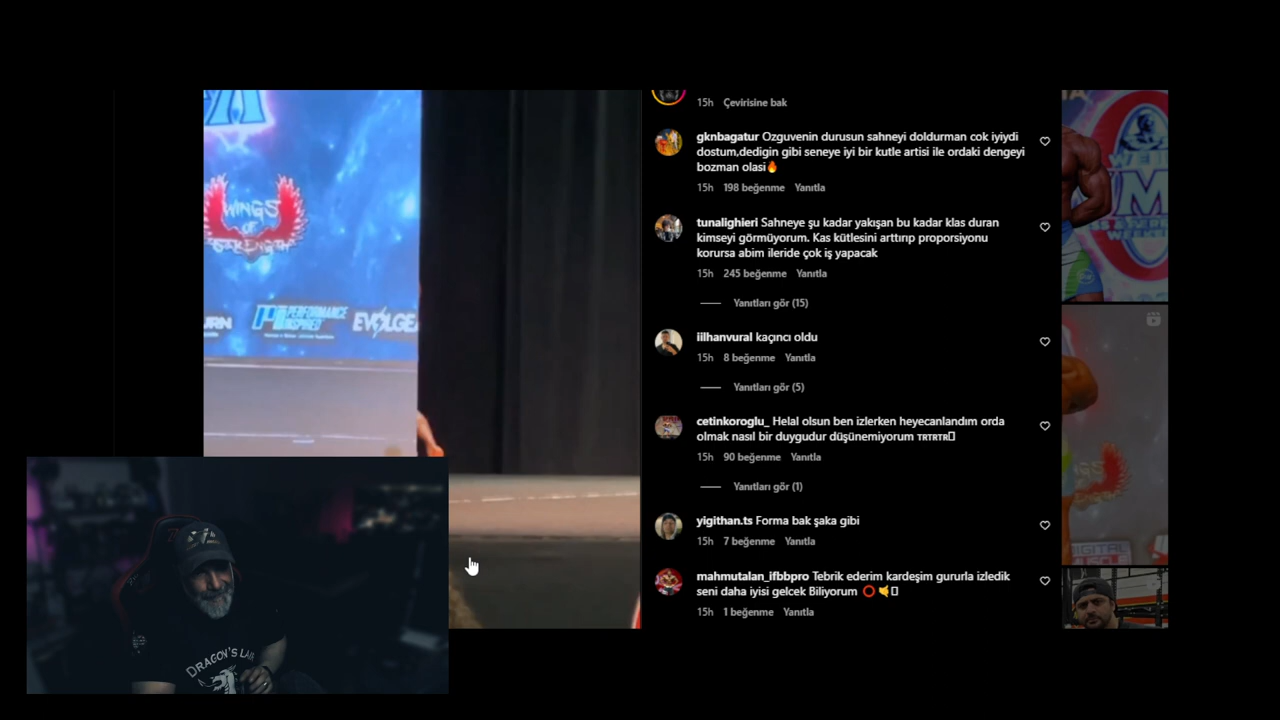 WINGS
OF
STRENGTH
PERFORMANCE
INSPIRED
EVOLGE
15h Çevirisine bak
gknbagatur Ozguvenin durusun sahneyi doldurman cok iyiydi
dostum,dedigin gibi seneye iyi bir kutle artisi ile ordaki dengeyi
bozman olasi🔥
15h 198 beğenme Yanıtla
tunalighieri Sahneye şu kadar yakışan bu kadar klas duran
kimseyi görmüyorum. Kas kütlesini arttırıp proporsiyonu
korursa abim ileride çok iş yapacak
15h 245 beğenme Yanıtla
Yanıtları gör (15)
iilhanvural kaçıncı oldu
15h 8 beğenme Yanıtla
Yanıtları gör (5)
cetinkoroglu_ Helal olsun ben izlerken heyecanlandım orda
olmak nasıl bir duygudur düşünemiyorum TRTRTR
15h 90 beğenme Yanıtla
Yanıtları gör (1)
yigithan.ts Forma bak şaka gibi
15h 7 beğenme Yanıtla
mahmutalan_ifbbpro Tebrik ederim kardeşim gururla izledik
seni daha iyisi gelcek Biliyorum ⭕🤙
15h 1 beğenme Yanıtla
DRAGON'S LAIR
DIGITAL
MUSCLE